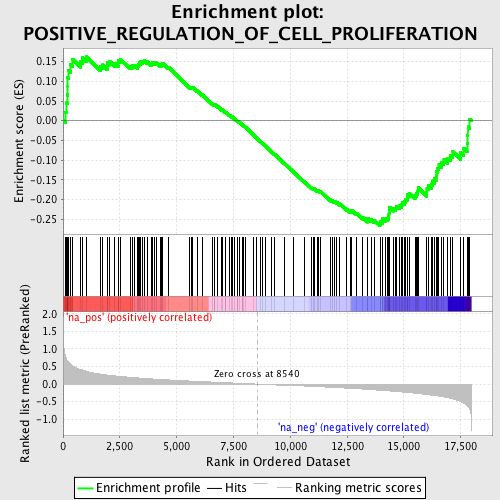 Enrichment plot:
POSITIVE_REGULATION_OF_CELL_PROLIFERATION
Enrichment score (ES)
0.15
0.10
0.05
0.00
-0.05
-0.10
-0.15
-0.20
-0.25
Ranked list metric (PreRanked)
2.0
1.5
1.0
0.5
0.0
-0.5
-1.0
'na_pos' (positively correlated)
Zero cross at 8540
'na_neg' (negatively correlated)
0
2,500
5,000
7,500
10,000
12,500
15,000
17,500
Rank in Ordered Dataset
Enrichment profile
Hits
Ranking metric scores